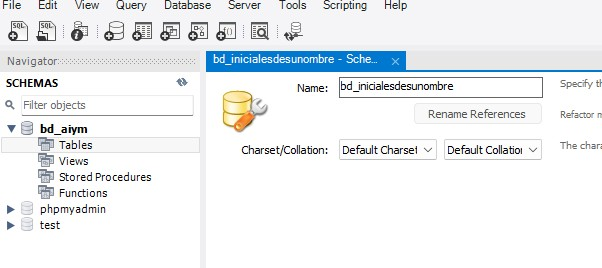 File Edit View Query Database Server Tools Scripting Help
SQL SQL
Navigator
SCHEMAS
Filter objects
bd_aiym
Tables
Views
Stored Procedures
Functions
phpmyadmin
test
bd_inicialesdesunombre - Sche...
Name: bd_inicialesdesunombre
Specify th
Rename References
Refactor m
Charset/Collation: Default Charset Default Collation
The chara